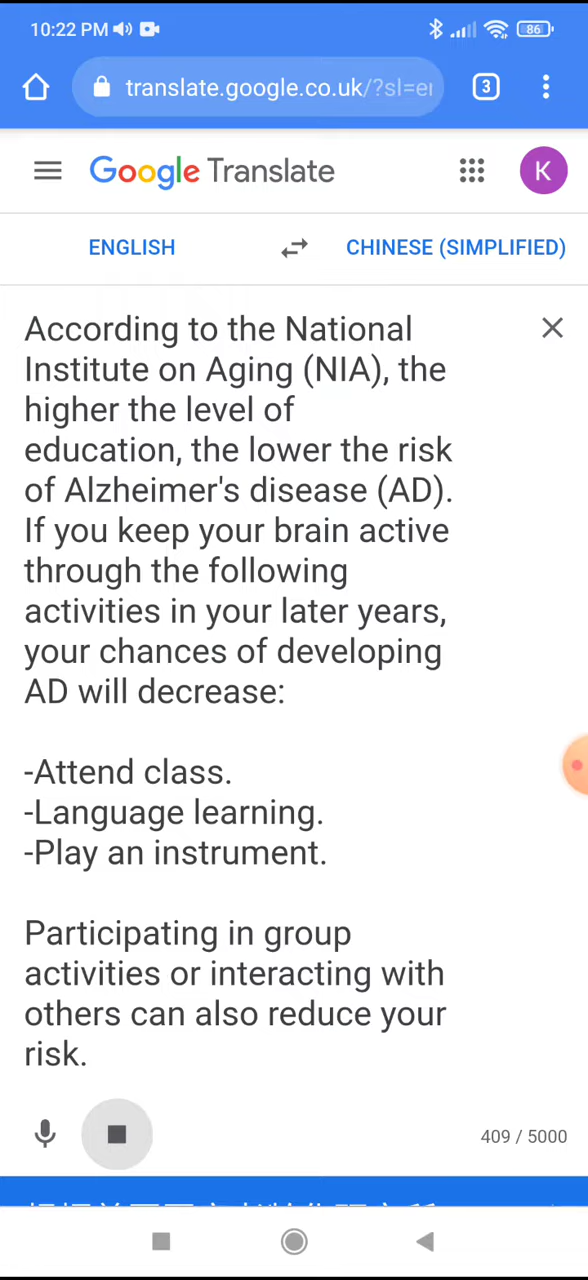 10:22 PM
86
translate.google.co.uk/?sl=en
3
Google Translate
K
ENGLISH
CHINESE (SIMPLIFIED)
According to the National
Institute on Aging (NIA), the
higher the level of
education, the lower the risk
of Alzheimer's disease (AD).
If you keep your brain active
through the following
activities in your later years,
your chances of developing
AD will decrease:
-Attend class.
-Language learning.
-Play an instrument.
Participating in group
activities or interacting with
others can also reduce your
risk.
409 / 5000